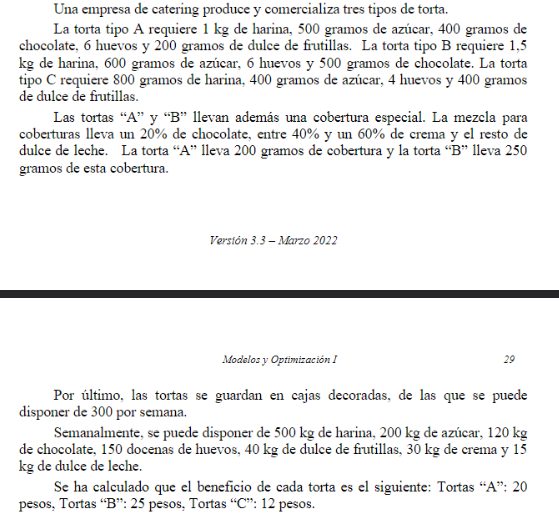 Una empresa de catering produce y comercializa tres tipos de torta.
La torta tipo A requiere 1 kg de harina, 500 gramos de azúcar, 400 gramos de
chocolate, 6 huevos y 200 gramos de dulce de frutillas. La torta tipo B requiere 1,5
kg de harina, 600 gramos de azúcar, 6 huevos y 500 gramos de chocolate. La torta
tipo C requiere 800 gramos de harina, 400 gramos de azúcar, 4 huevos y 400 gramos
de dulce de frutillas.
Las tortas “A” y “B” llevan además una cobertura especial. La mezcla para
coberturas lleva un 20% de chocolate, entre 40% y un 60% de crema y el resto de
dulce de leche. La torta “A” lleva 200 gramos de cobertura y la torta “B” lleva 250
gramos de esta cobertura.
Versión 3.3 – Marzo 2022
Modelos y Optimización I 29
Por último, las tortas se guardan en cajas decoradas, de las que se puede
disponer de 300 por semana.
Semanalmente, se puede disponer de 500 kg de harina, 200 kg de azúcar, 120 kg
de chocolate, 150 docenas de huevos, 40 kg de dulce de frutillas, 30 kg de crema y 15
kg de dulce de leche.
Se ha calculado que el beneficio de cada torta es el siguiente: Tortas “A”: 20
pesos, Tortas “B”: 25 pesos, Tortas “C”: 12 pesos.